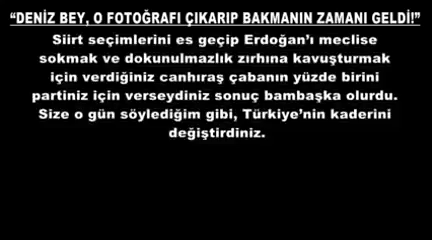 “DENİZ BEY, O FOTOĞRAFI ÇIKARIP BAKMANIN ZAMANI GELDİ!”
Siirt seçimlerini es geçip Erdoğan’ı meclise
sokmak ve dokunulmazlık zırhına kavuşturmak
için verdiğiniz canhıraş çabanın yüzde birini
partiniz için verseydiniz sonuç bambaşka olurdu.
Size o gün söylediğim gibi, Türkiye’nin kaderini
değiştirdiniz.